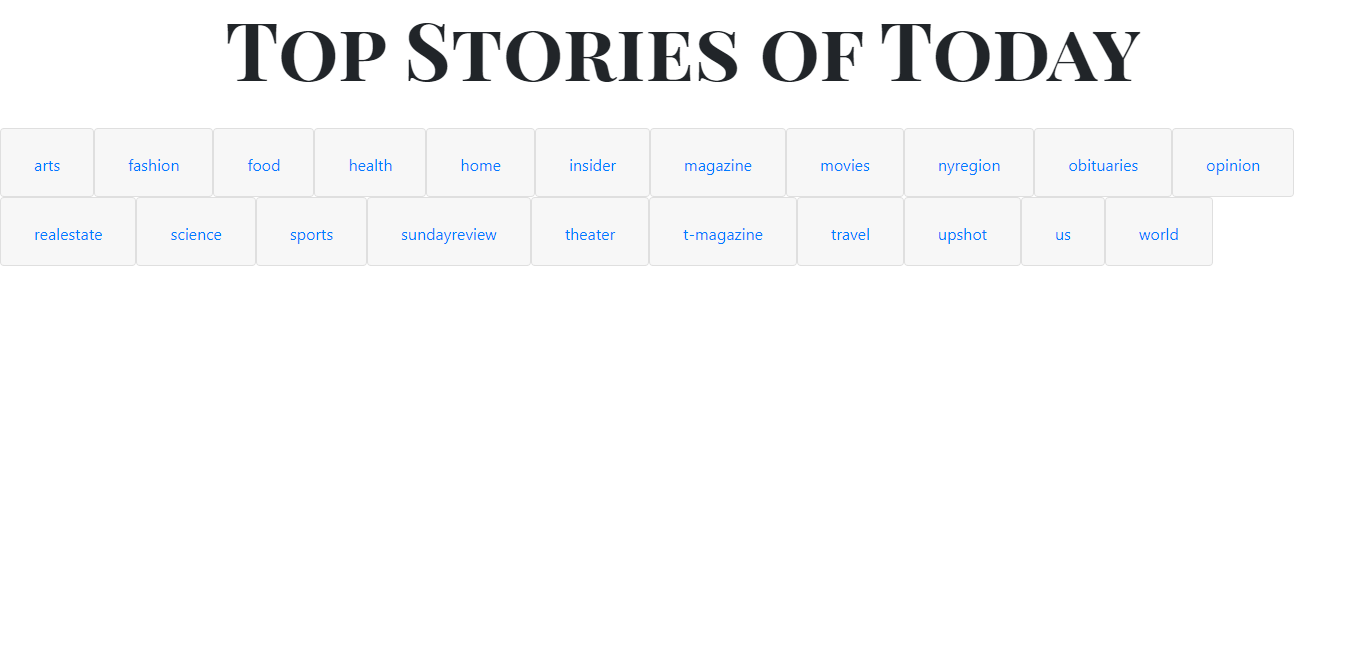 Top Stories of Today
arts fashion food health home insider magazine movies nyregion obituaries opinion
realestate science sports sundayreview theater t-magazine travel upshot us world